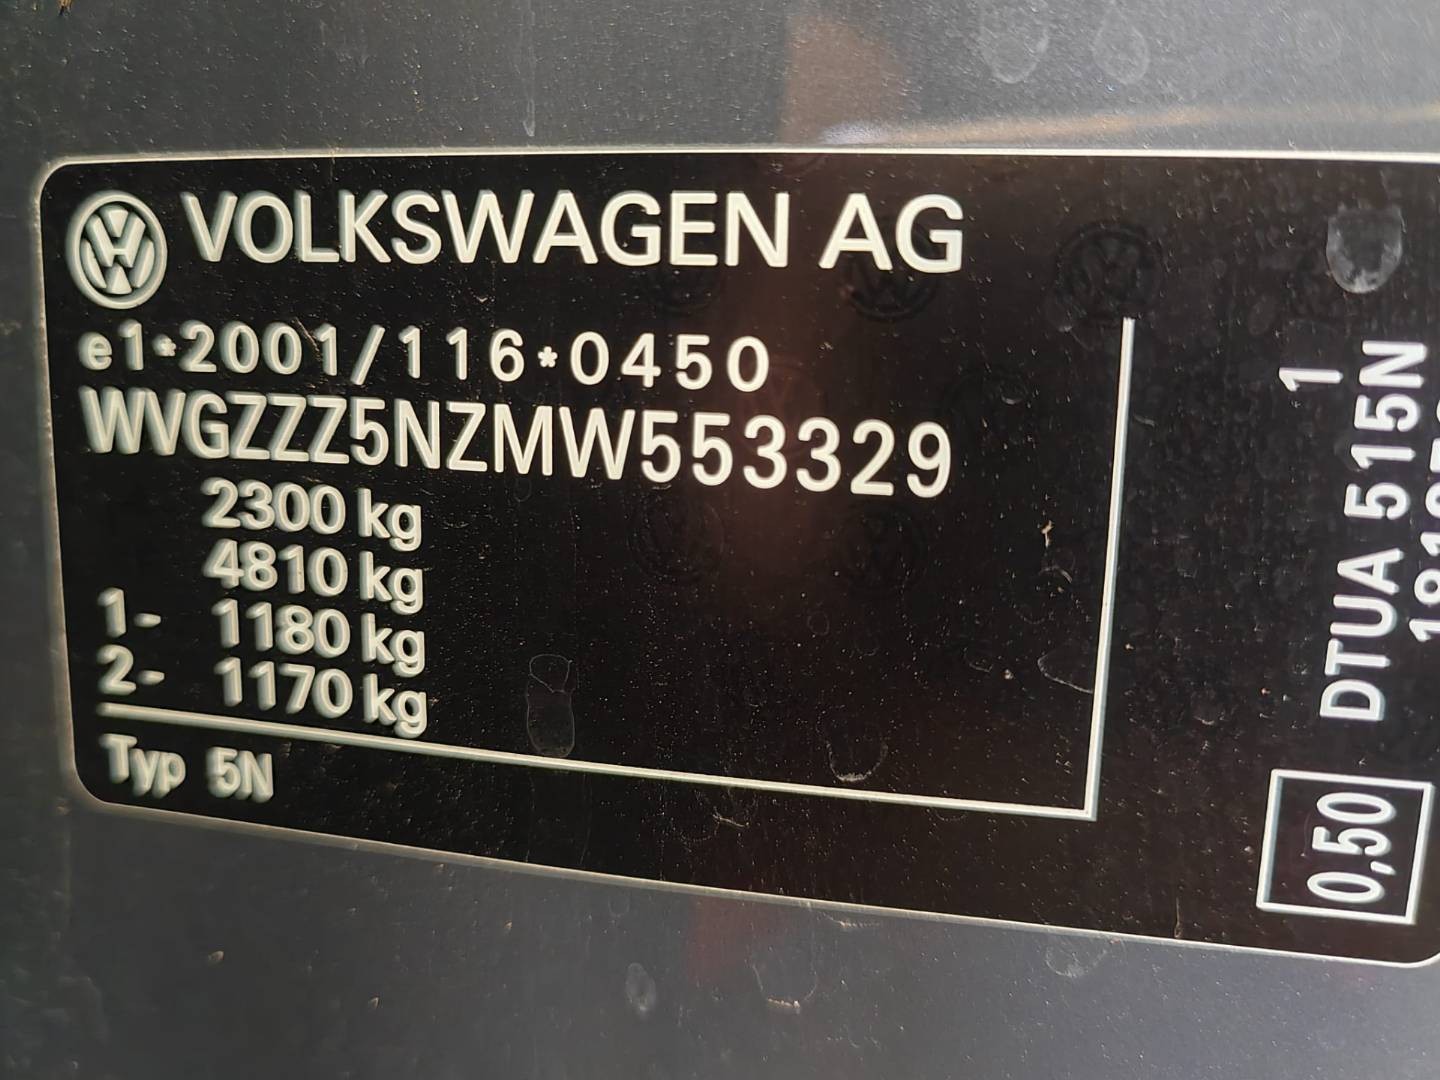 VOLKSWAGEN AG
e1*2001/116*0450
WVGZZZ5NZMW553329
2300 kg
4810 kg
1- 1180 kg
2- 1170 kg
Typ 5N
1
DTUA 515N
0,50